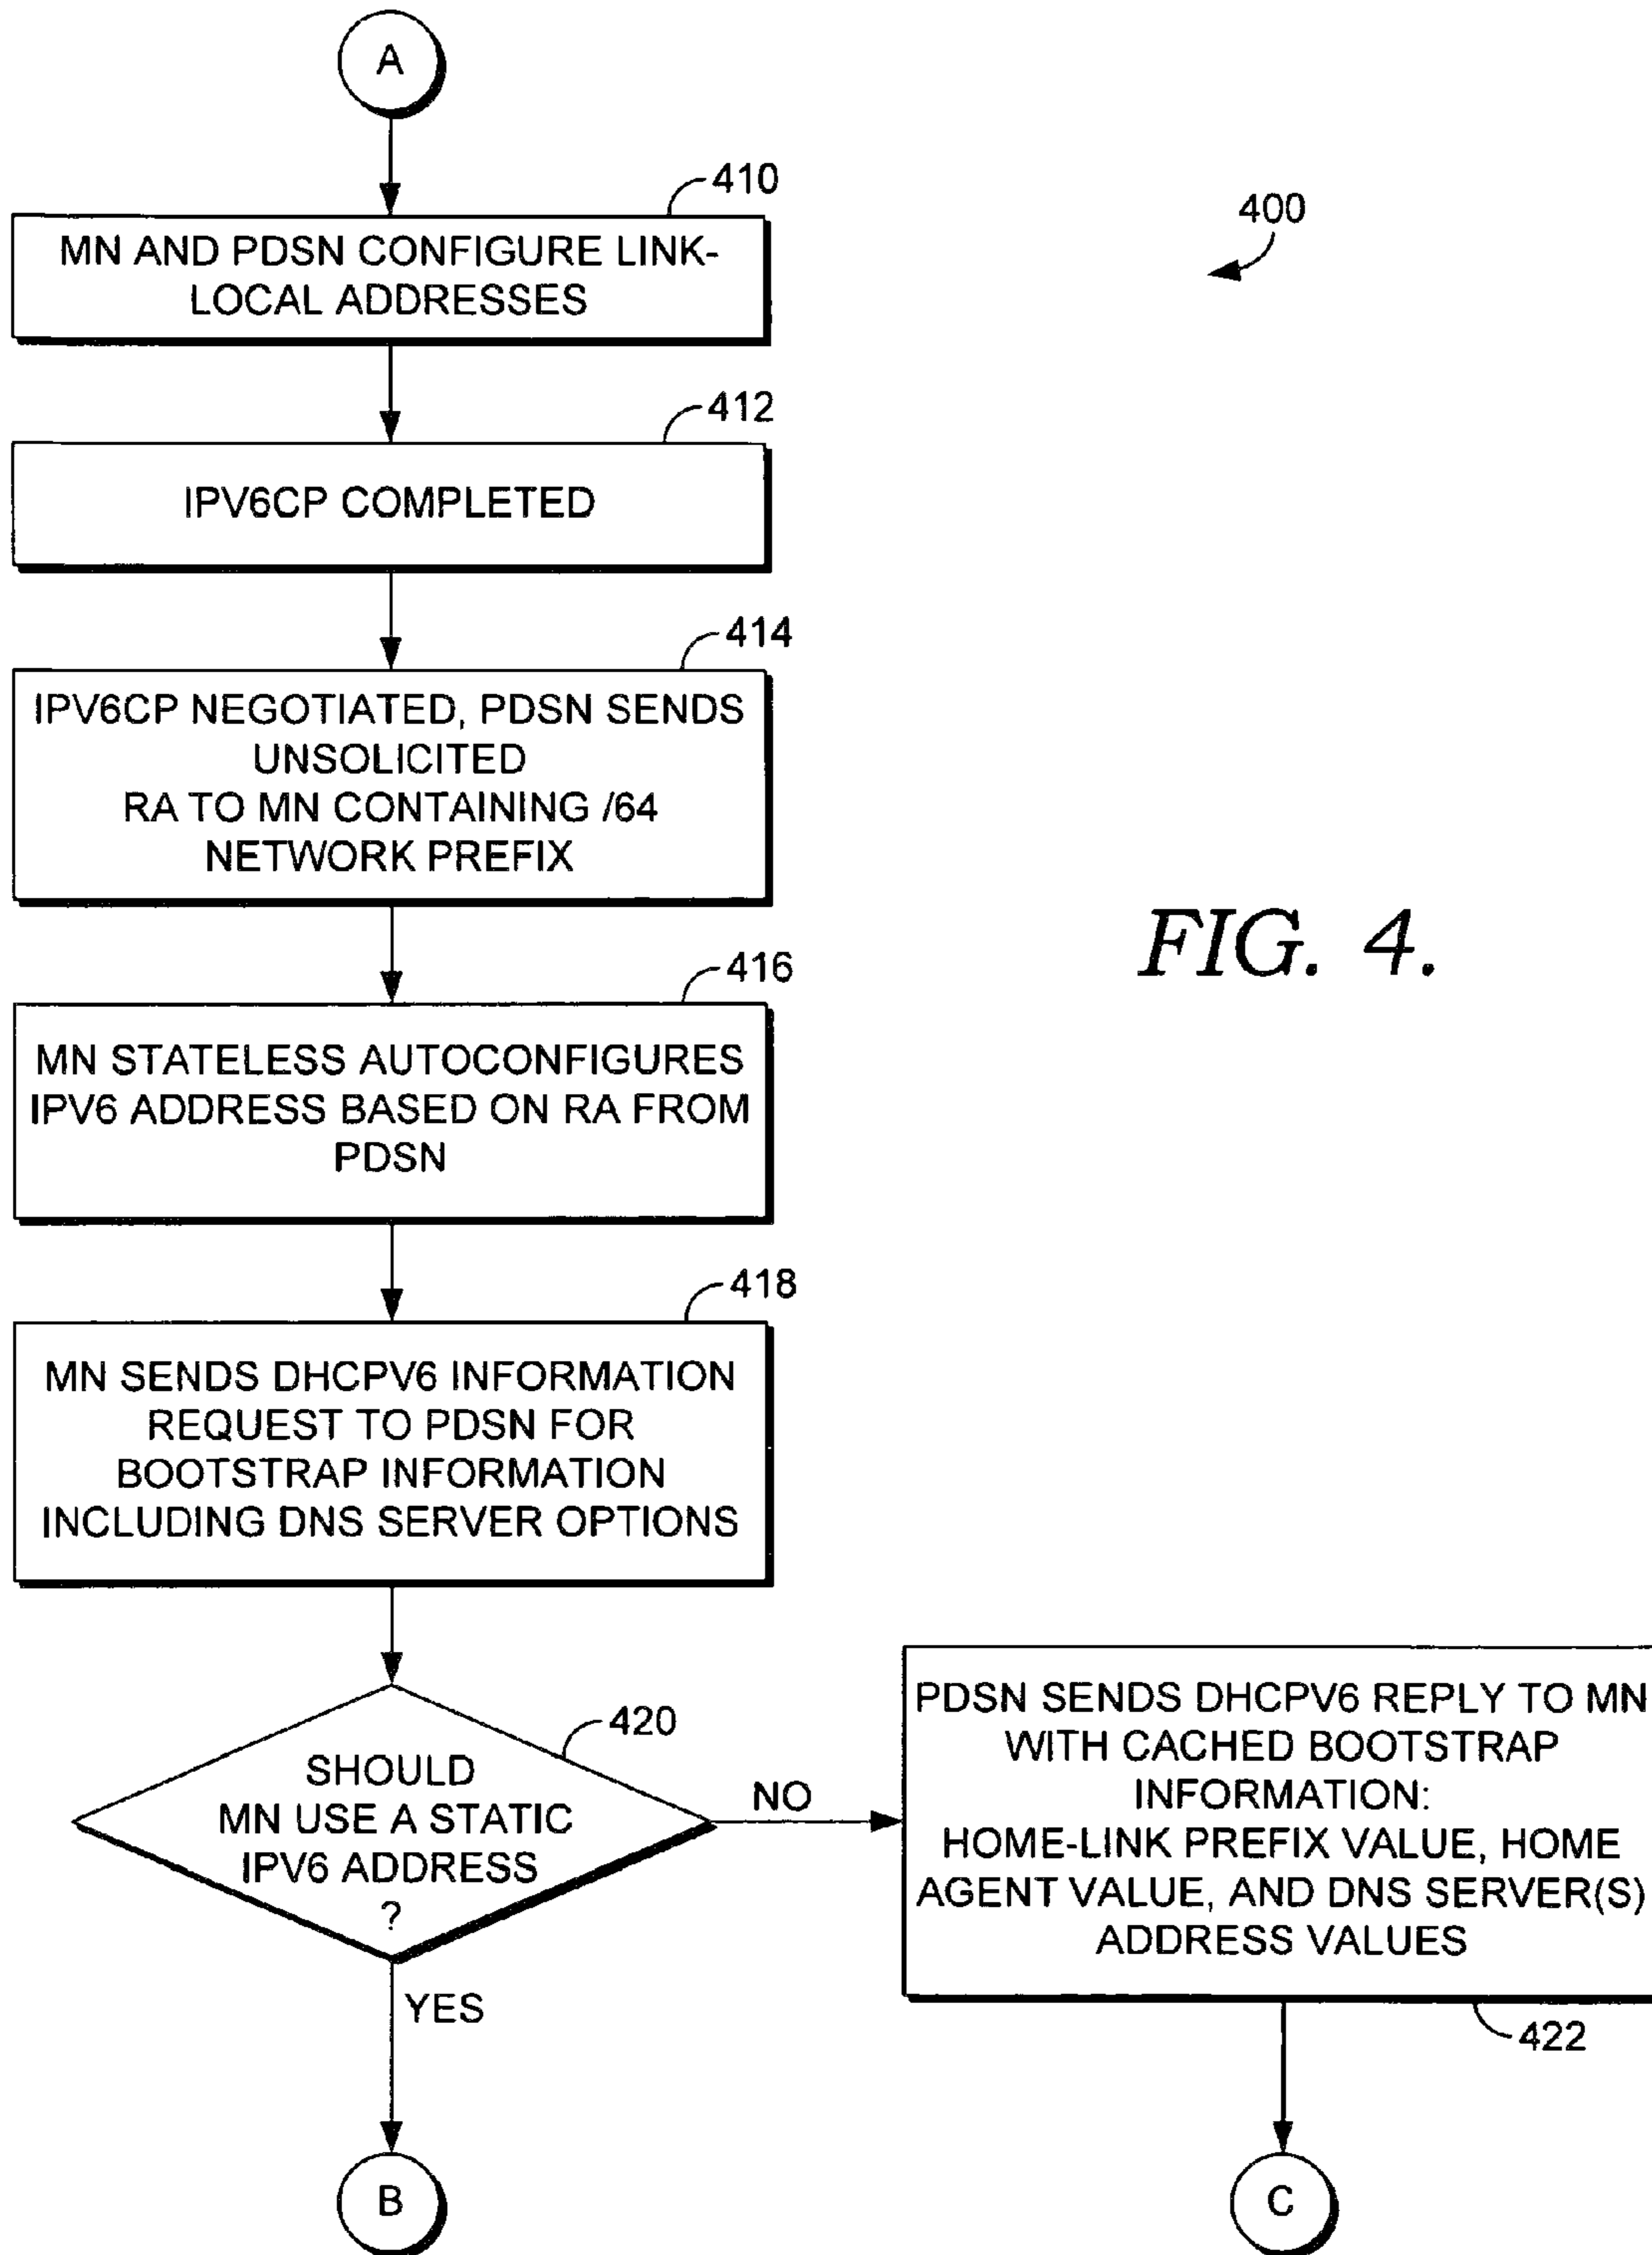 A
410
400
MN AND PDSN CONFIGURE LINK-
LOCAL ADDRESSES
412
IPV6CP COMPLETED
414
IPV6CP NEGOTIATED, PDSN SENDS
UNSOLICITED
RA TO MN CONTAINING /64
NETWORK PREFIX
FIG. 4.
416
MN STATELESS AUTOCONFIGURES
IPV6 ADDRESS BASED ON RA FROM
PDSN
418
MN SENDS DHCPV6 INFORMATION
REQUEST TO PDSN FOR
BOOTSTRAP INFORMATION
INCLUDING DNS SERVER OPTIONS
420
SHOULD
MN USE A STATIC
IPV6 ADDRESS
?
NO
PDSN SENDS DHCPV6 REPLY TO MN
WITH CACHED BOOTSTRAP
INFORMATION:
HOME-LINK PREFIX VALUE, HOME
AGENT VALUE, AND DNS SERVER(S)
ADDRESS VALUES
YES
422
B
C